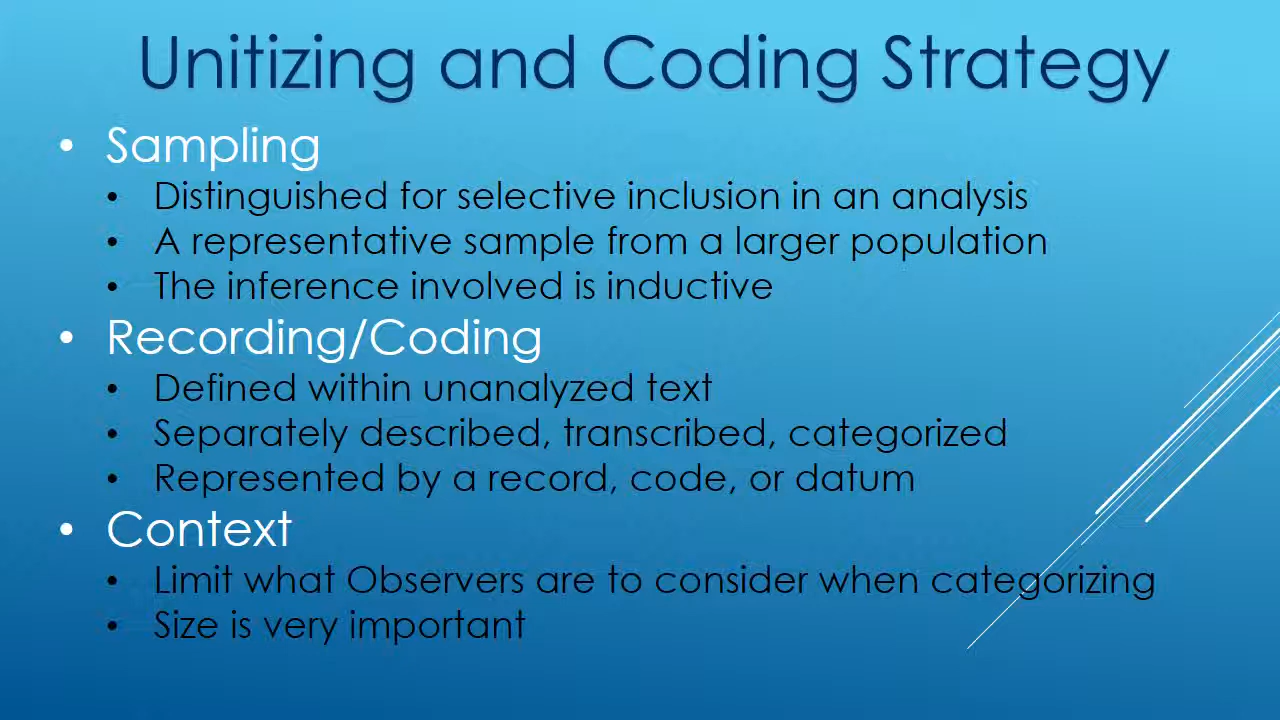 Unitizing and Coding Strategy
• Sampling
• Distinguished for selective inclusion in an analysis
• A representative sample from a larger population
• The inference involved is inductive
• Recording/Coding
• Defined within unanalyzed text
• Separately described, transcribed, categorized
• Represented by a record, code, or datum
• Context
• Limit what Observers are to consider when categorizing
• Size is very important